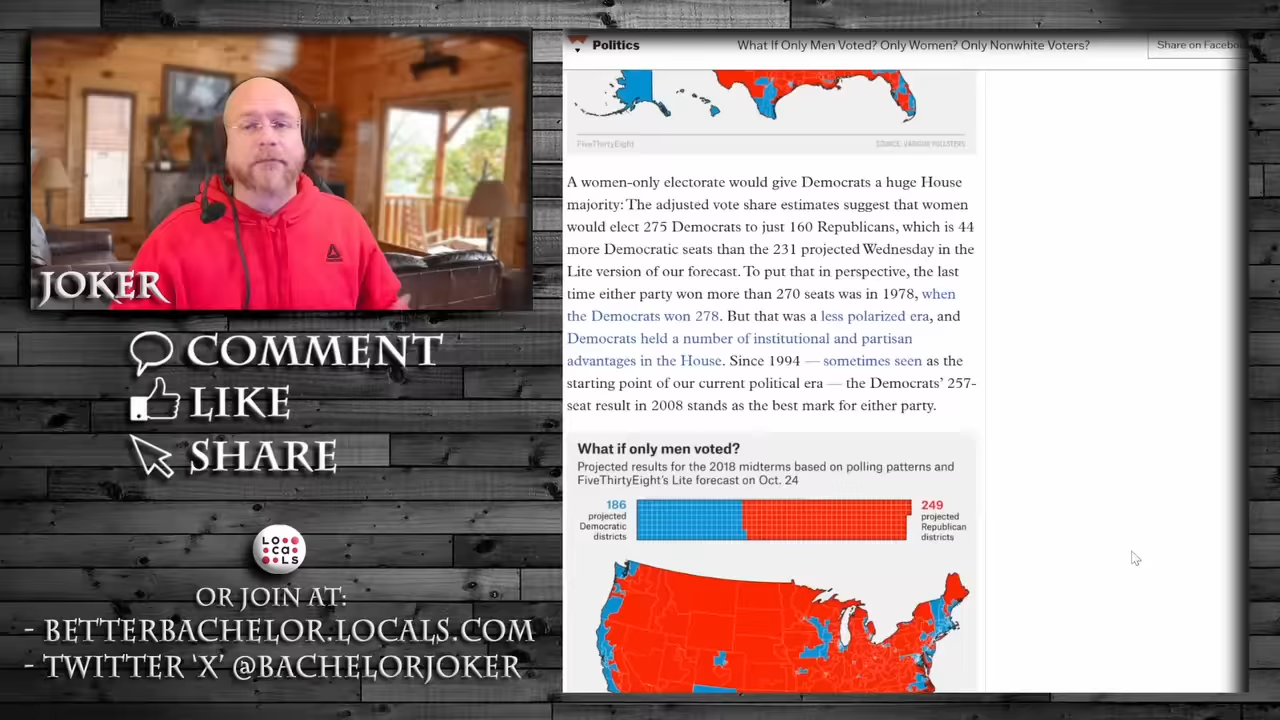 JOKER
COMMENT
LIKE
SHARE
LOCALS
OR JOIN AT:
- BETTERBACHELOR.LOCALS.COM
- TWITTER ‘X’ @BACHELORJOKER
Politics
What If Only Men Voted? Only Women? Only Nonwhite Voters?
Share on Facebo
FiveThirtyEight
SOURCE: VARIOUS POLLSTERS
A women-only electorate would give Democrats a huge House
majority: The adjusted vote share estimates suggest that women
would elect 275 Democrats to just 160 Republicans, which is 44
more Democratic seats than the 231 projected Wednesday in the
Lite version of our forecast. To put that in perspective, the last
time either party won more than 270 seats was in 1978, when
the Democrats won 278. But that was a less polarized era, and
Democrats held a number of institutional and partisan
advantages in the House. Since 1994 — sometimes seen as the
starting point of our current political era — the Democrats’ 257-
seat result in 2008 stands as the best mark for either party.
What if only men voted?
Projected results for the 2018 midterms based on polling patterns and
FiveThirtyEight’s Lite forecast on Oct. 24
186
projected
Democratic
districts
249
projected
Republican
districts